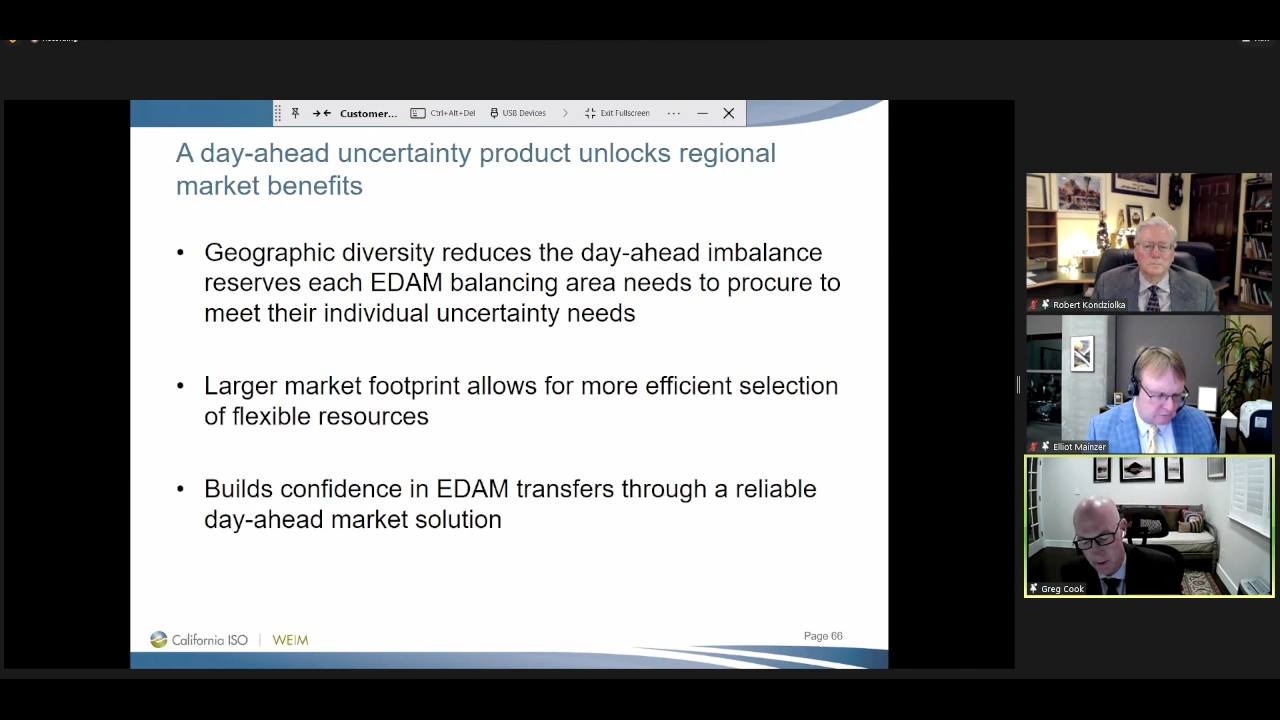 Customer...
Ctrl+Alt+Del
USB Devices
Exit Fullscreen
A day-ahead uncertainty product unlocks regional
market benefits
• Geographic diversity reduces the day-ahead imbalance
reserves each EDAM balancing area needs to procure to
meet their individual uncertainty needs
• Larger market footprint allows for more efficient selection
of flexible resources
• Builds confidence in EDAM transfers through a reliable
day-ahead market solution
California ISO | WEIM
Page 66
Robert Kondziolka
Elliot Mainzer
Greg Cook